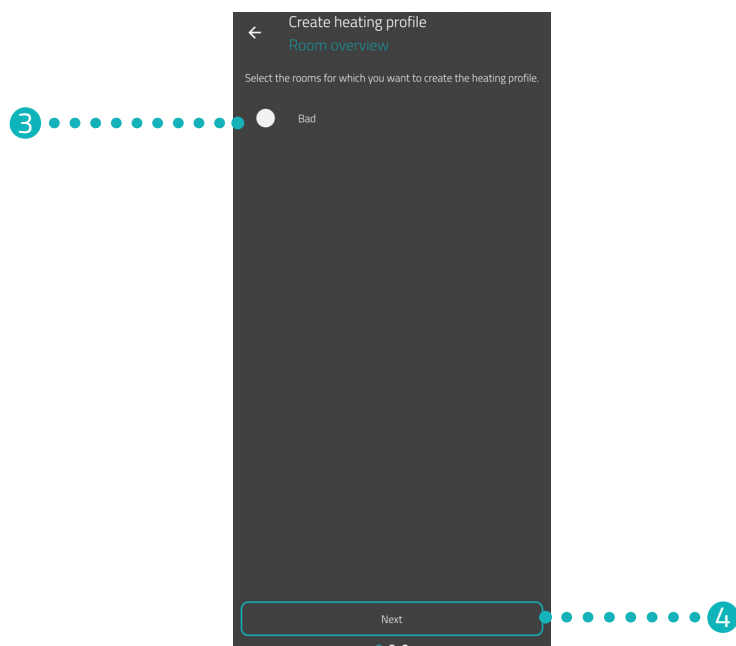 Create heating profile
Room overview
Select the rooms for which you want to create the heating profile.
3
Bad
Next
4